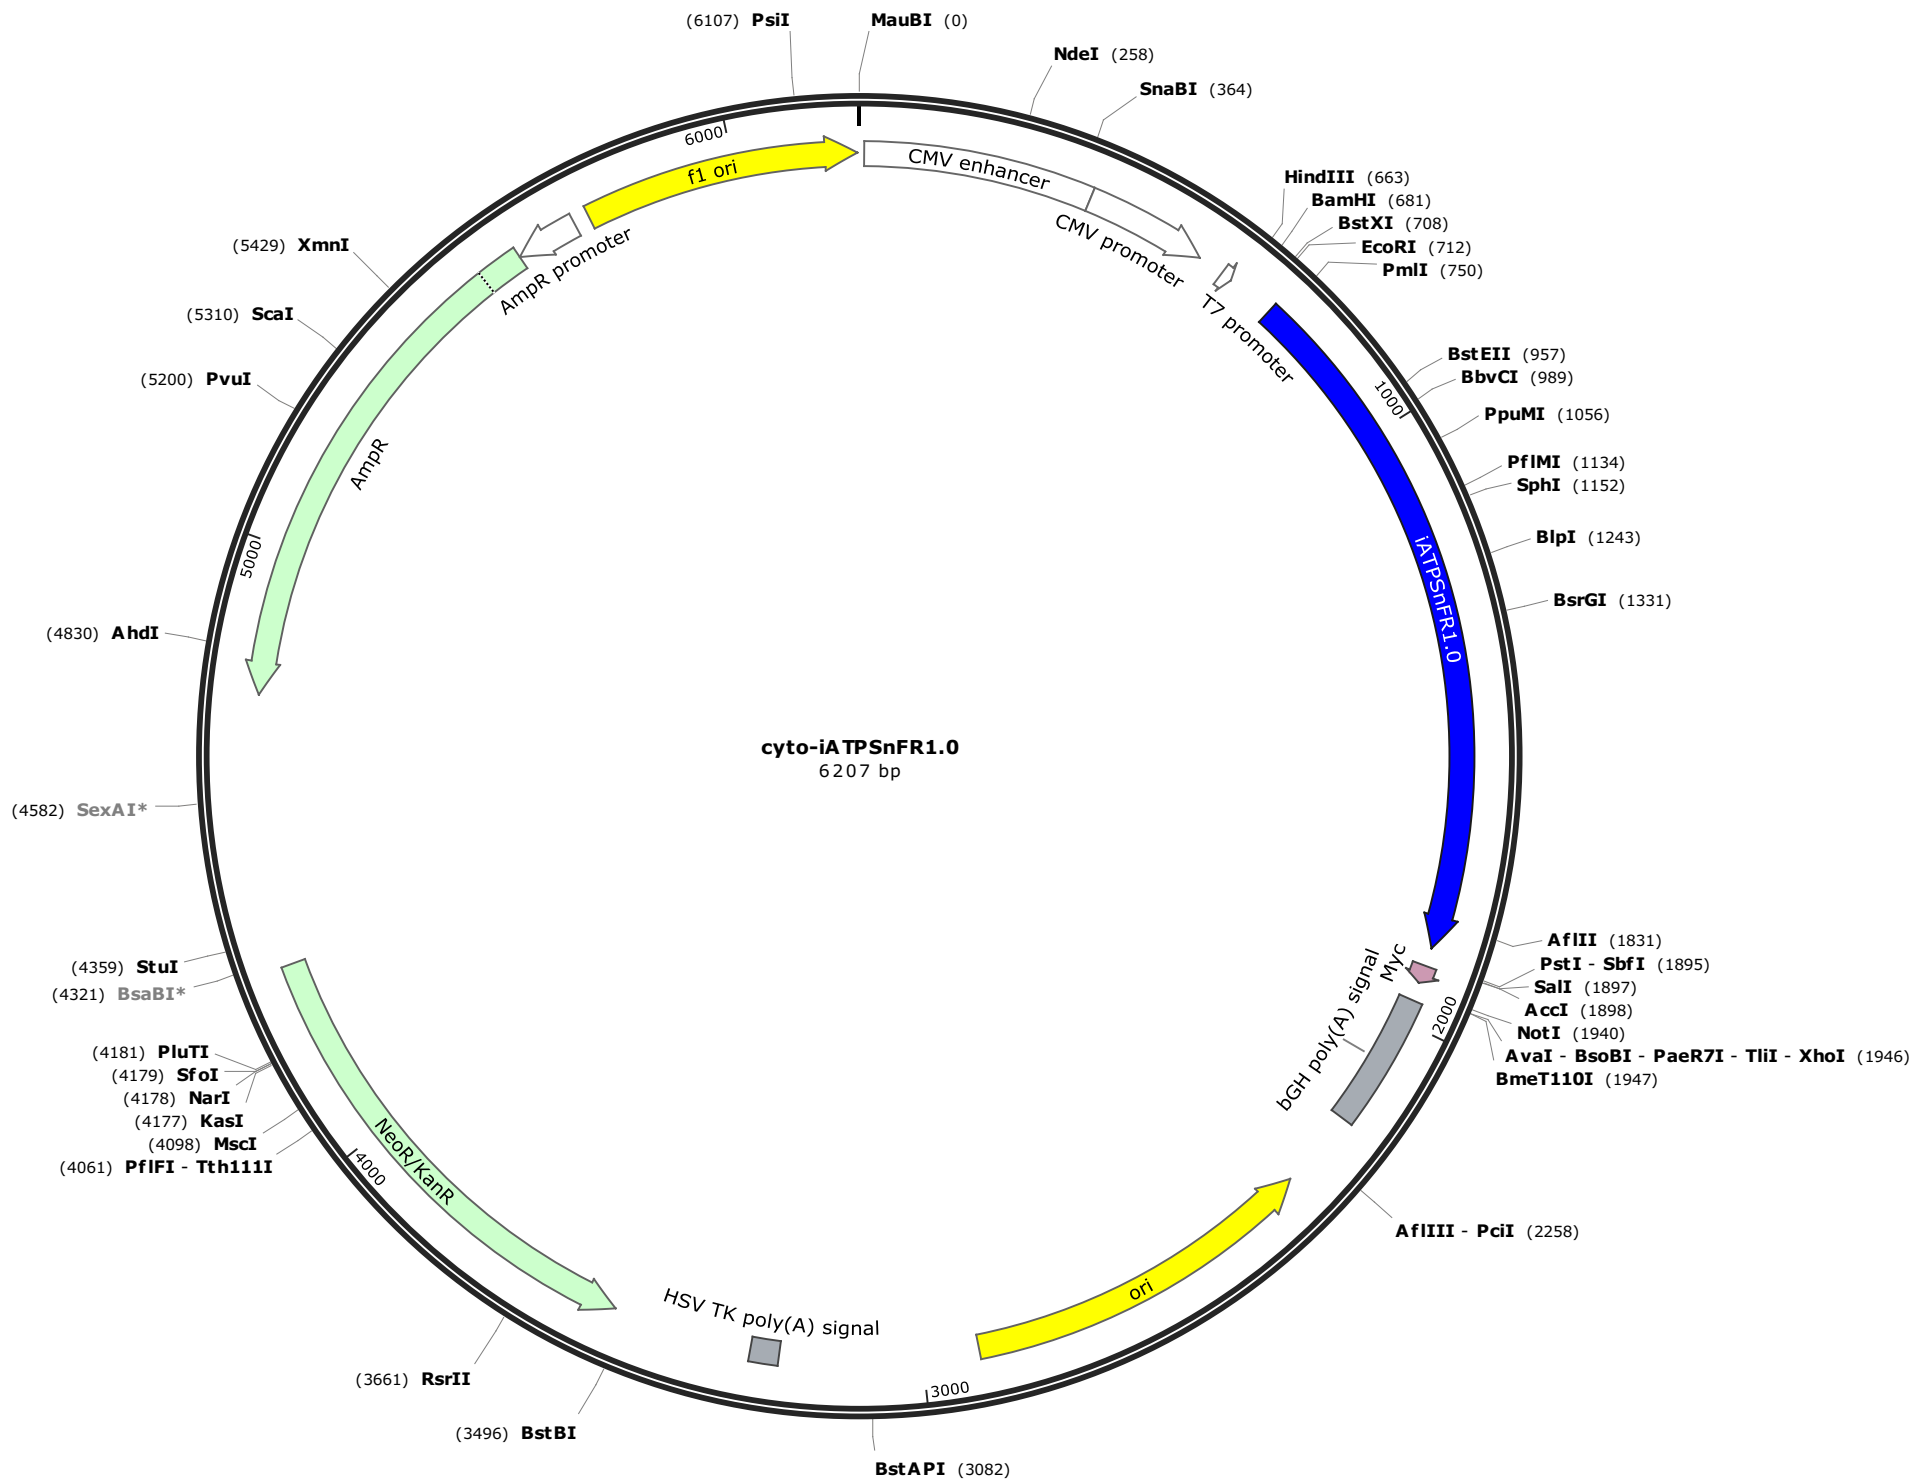 (6107) PsiI
MauBI (0)
NdeI (258)
SnaBI (364)
HindIII (663)
BamHI (681)
BstXI (708)
EcoRI (712)
PmlI (750)
BstEII (957)
BbvCI (989)
PpuMI (1056)
PflMI (1134)
SphI (1152)
BlpI (1243)
BsrGI (1331)
AflII (1831)
PstI - SbfI (1895)
SalI (1897)
AccI (1898)
NotI (1940)
AvaI - BsoBI - PaeR7I - TliI - XhoI (1946)
BmeT110I (1947)
AflIII - PciI (2258)
BstAPI (3082)
(3496) BstBI
(3661) RsrII
(4061) PflFI - Tth111I
(4098) MscI
(4177) KasI
(4178) NarI
(4179) SfoI
(4181) PluTI
(4321) BsaBI*
(4359) StuI
(4582) SexAI*
(4830) AhdI
(5200) PvuI
(5310) ScaI
(5429) XmnI
6000
f1 ori
CMV enhancer
CMV promoter
T7 promoter
1000
iATPSnFR1.0
Myc
2000
bGH poly(A) signal
ori
3000
HSV TK poly(A) signal
NeoR/KanR
4000
5000
AmpR
AmpR promoter
cyto-iATPSnFR1.0
6207 bp